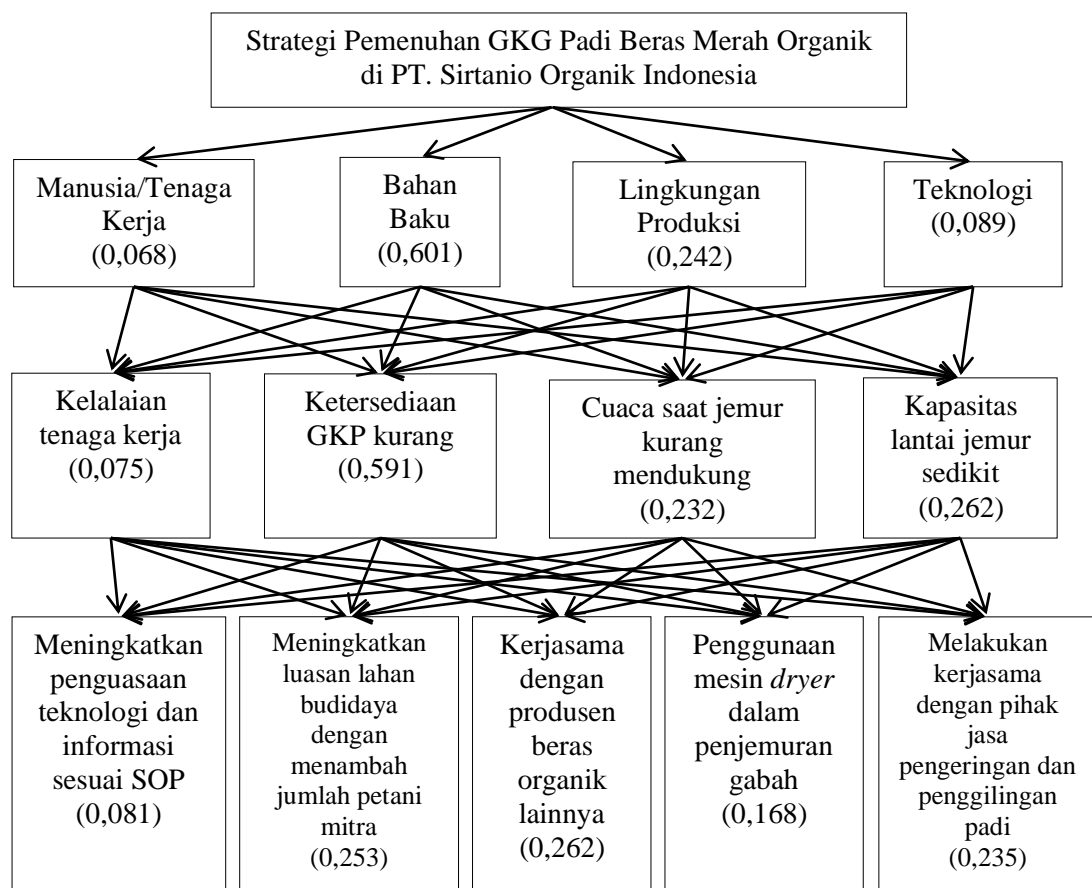 Strategi Pemenuhan GKG Padi Beras Merah Organik
di PT. Sirtanio Organik Indonesia
Manusia/Tenaga
Kerja
(0,068)
Bahan
Baku
(0,601)
Lingkungan
Produksi
(0,242)
Teknologi
(0,089)
Kelalaian
tenaga kerja
(0,075)
Ketersediaan
GKP kurang
(0,591)
Cuaca saat jemur
kurang
mendukung
(0,232)
Kapasitas
lantai jemur
sedikit
(0,262)
Meningkatkan
penguasaan
teknologi dan
informasi
sesuai SOP
(0,081)
Meningkatkan
luasan lahan
budidaya
dengan
menambah
jumlah petani
mitra
(0,253)
Kerjasama
dengan
produsen
beras
organik
lainnya
(0,262)
Penggunaan
mesin dryer
dalam
penjemuran
gabah
(0,168)
Melakukan
kerjasama
dengan pihak
jasa
pengeringan dan
penggilingan
padi
(0,235)